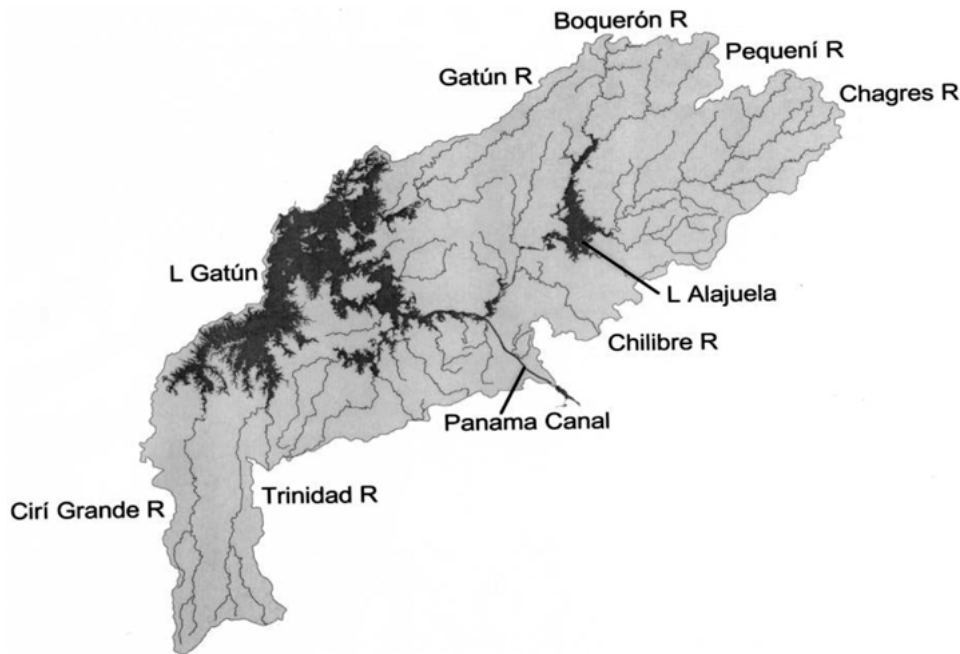 Boquerón R
Pequení R
Gatún R
Chagres R
L Gatún
L Alajuela
Chilibre R
Panama Canal
Cirí Grande R
Trinidad R